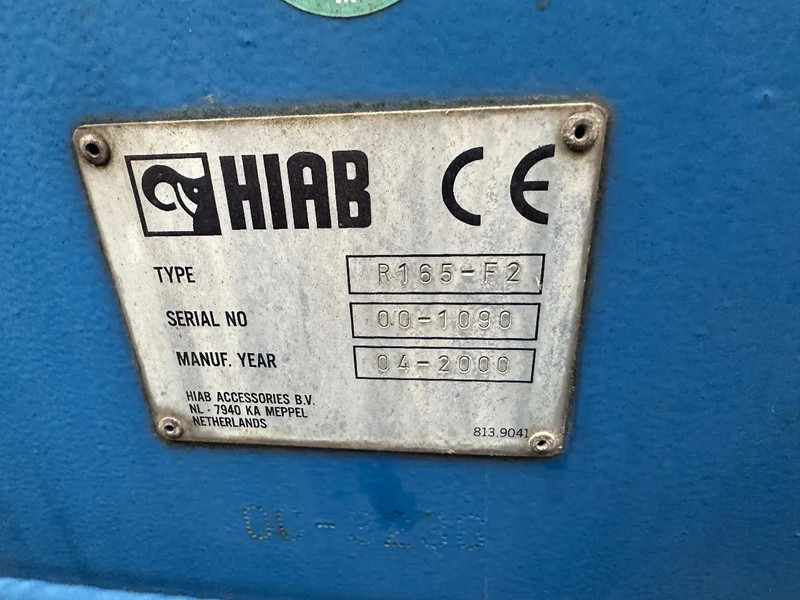 HIAB CE
TYPE R165-F2
SERIAL NO 00-1090
MANUF. YEAR 04-2000
HIAB ACCESSORIES B.V.
NL - 7940 KA MEPPEL
NETHERLANDS
813.9041